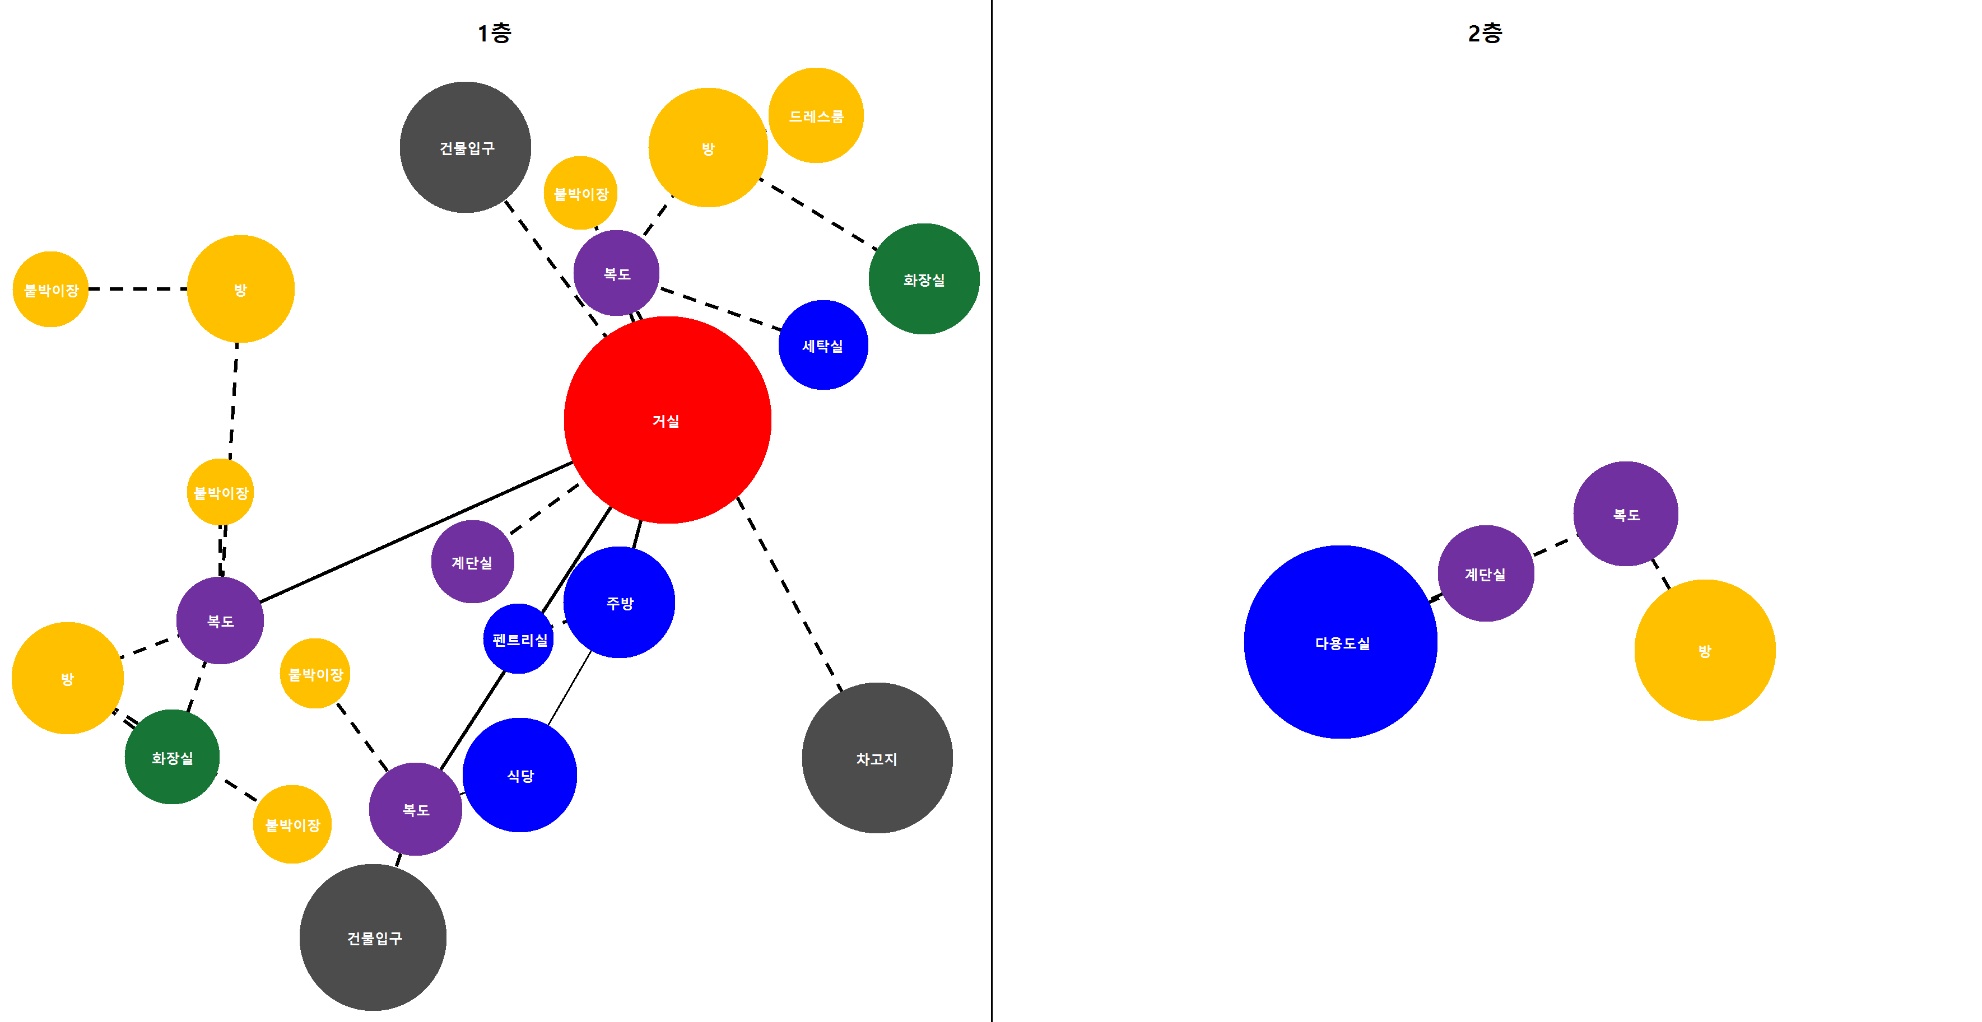 1층
드레스룸
건물입구
방
붙박이장
복도
화장실
붙박이장
방
세탁실
거실
붙박이장
계단실
주방
복도
펜트리실
붙박이장
방
화장실
식당
차고지
복도
붙박이장
건물입구
2층
복도
계단실
다용도실
방